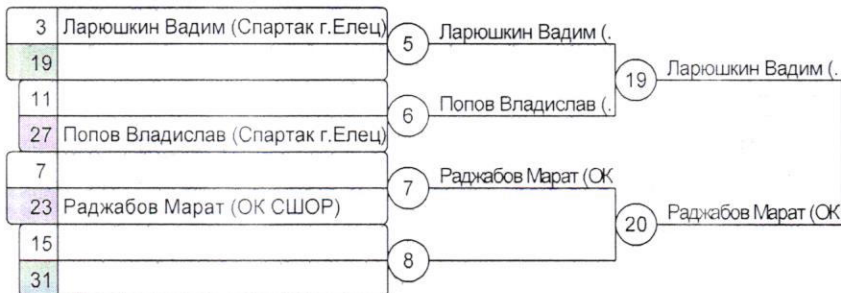 3 Ларюшкин Вадим (Спартак г.Елец)
19
5 Ларюшкин Вадим (.
11
27 Попов Владислав (Спартак г.Елец)
6 Попов Владислав (.
19 Ларюшкин Вадим (.
7
23 Раджабов Марат (ОК СШОР)
7 Раджабов Марат (ОК
15
31
8
20 Раджабов Марат (ОК